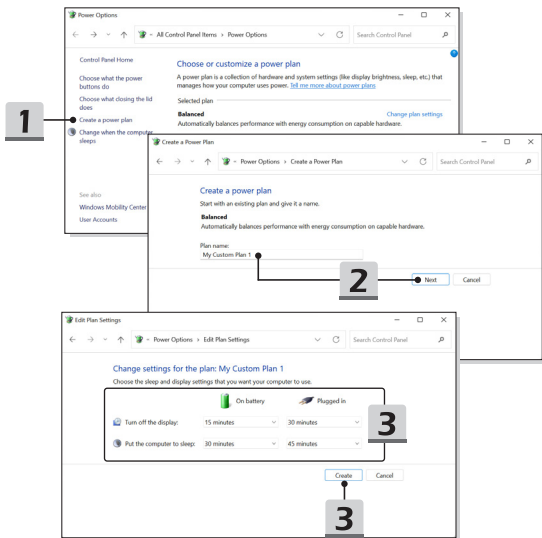 Power Options
All Control Panel Items > Power Options
Search Control Panel
Control Panel Home
Choose what the power
buttons do
Choose what closing the lid
does
Create a power plan
Change when the computer
sleeps
See also
Windows Mobility Center
User Accounts
Choose or customize a power plan
A power plan is a collection of hardware and system settings (like display brightness, sleep, etc.) that
manages how your computer uses power. Tell me more about power plans
Selected plan
Balanced
Change plan settings
Automatically balances performance with energy consumption on capable hardware.
1
Create a Power Plan
Power Options > Create a Power Plan
Search Control Panel
Create a power plan
Start with an existing plan and give it a name.
Balanced
Automatically balances performance with energy consumption on capable hardware.
Plan name:
My Custom Plan 1
2
Next
Cancel
Edit Plan Settings
Power Options > Edit Plan Settings
Search Control Panel
Change settings for the plan: My Custom Plan 1
Choose the sleep and display settings that you want your computer to use.
On battery
Plugged in
Turn off the display:
15 minutes
30 minutes
3
Put the computer to sleep:
30 minutes
45 minutes
Create
Cancel
3